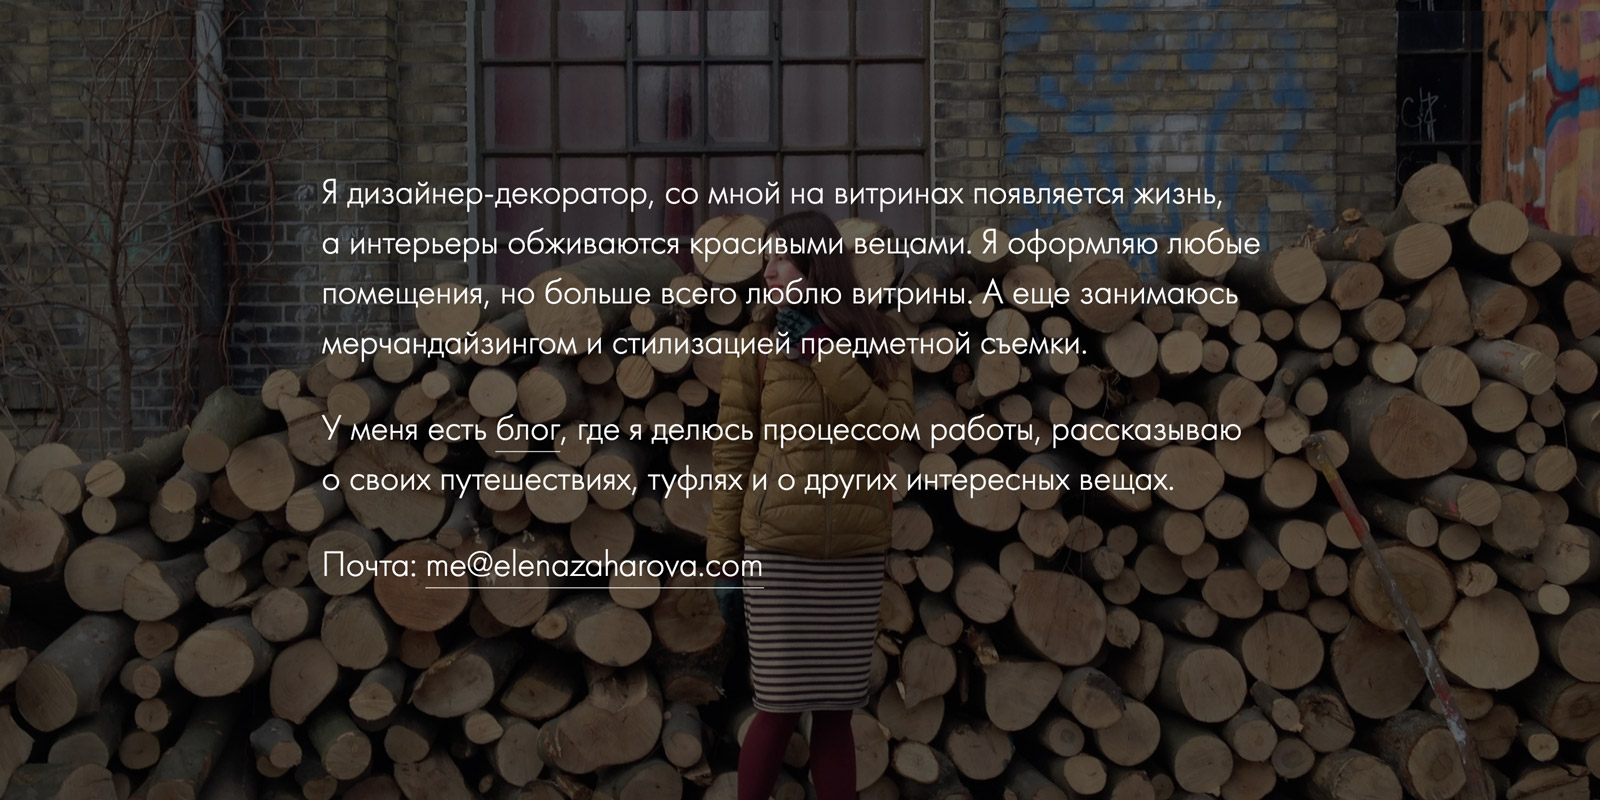 Я дизайнер-декоратор, со мной на витринах появляется жизнь,
а интерьеры обживаются красивыми вещами. Я оформляю любые
помещения, но больше всего люблю витрины. А еще занимаюсь
мерчандайзингом и стилизацией предметной съемки.
У меня есть блог, где я делюсь процессом работы, рассказываю
о своих путешествиях, туфлях и о других интересных вещах.
Почта: me@elenazaharova.com